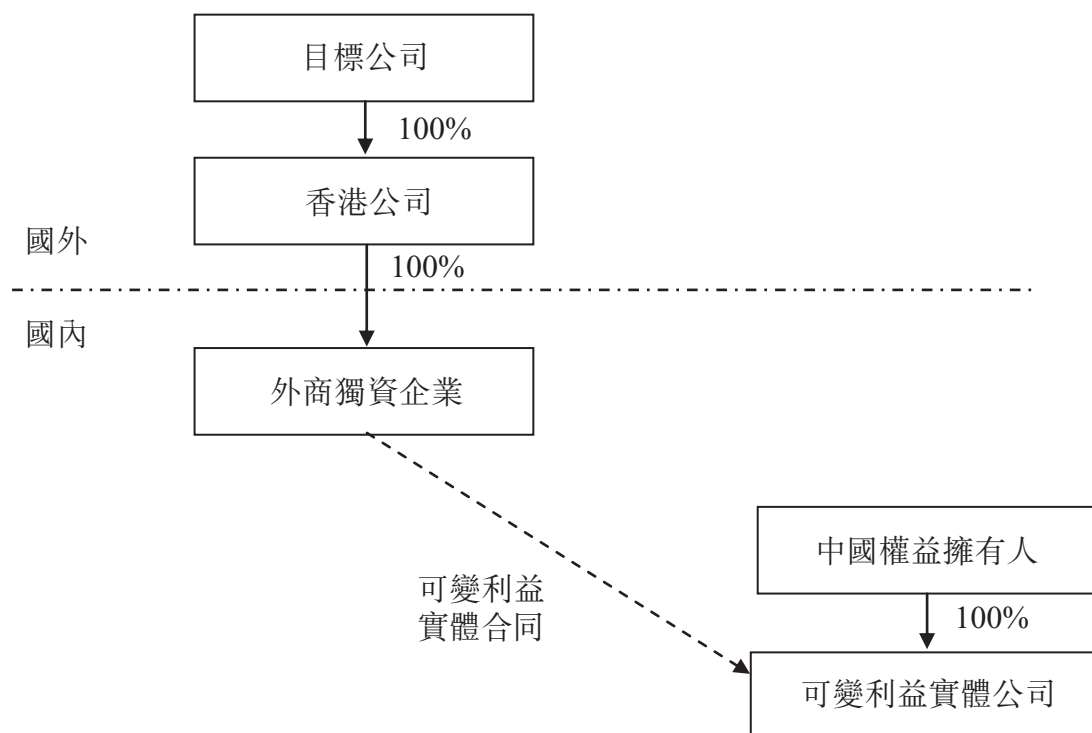 目標公司
100%
香港公司
國外
100%
國內
外商獨資企業
中國權益擁有人
可變利益
實體合同
100%
可變利益實體公司